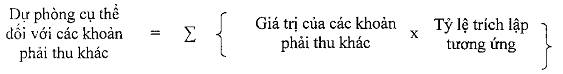 Dự phòng cụ thể
đối với các khoản
phải thu khác
= Σ {
Giá trị của các khoản
phải thu khác
x
Tỷ lệ trích lập
tương ứng
}